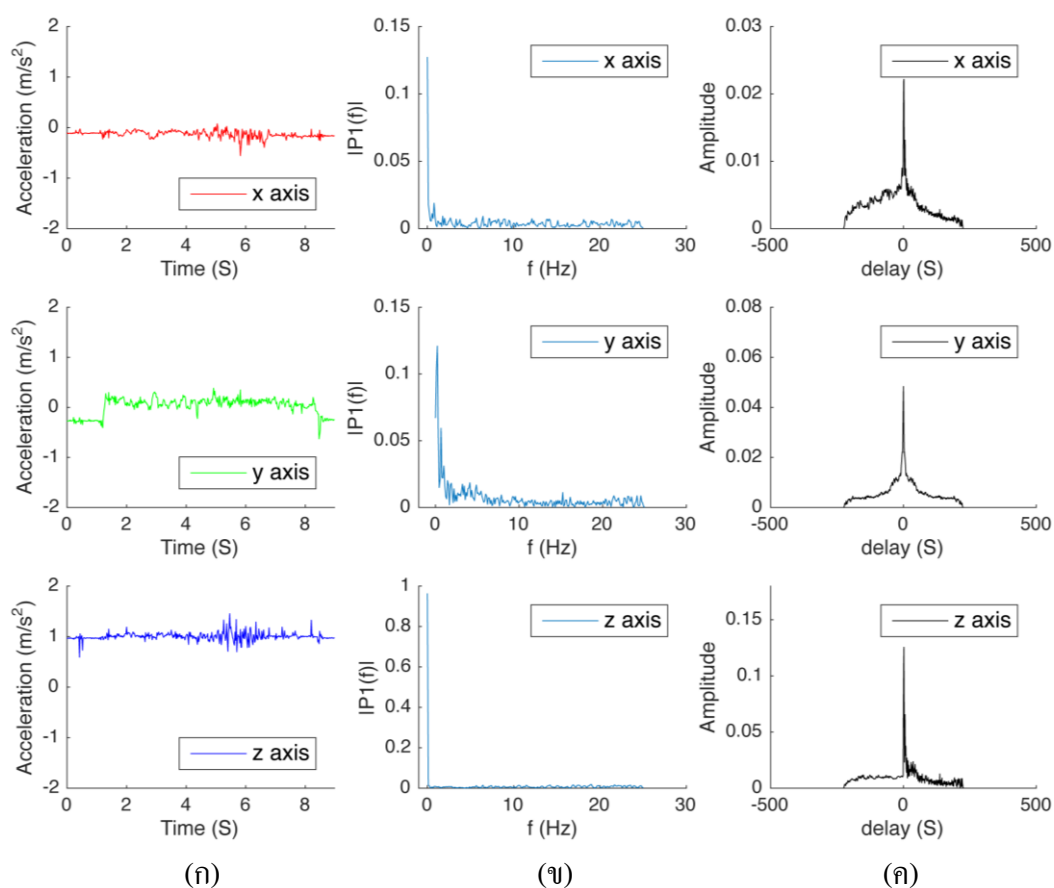 2
1
0
-1
-2
Acceleration (m/s²)
x axis
0 2 4 6 8
Time (S)
0.15
0.1
0.05
0
|P1(f)|
x axis
0 10 20 30
f (Hz)
0.03
0.02
0.01
0
Amplitude
x axis
-500 0 500
delay (S)
2
1
0
-1
-2
Acceleration (m/s²)
y axis
0 2 4 6 8
Time (S)
0.15
0.1
0.05
0
|P1(f)|
y axis
0 10 20 30
f (Hz)
0.08
0.06
0.04
0.02
0
Amplitude
y axis
-500 0 500
delay (S)
2
1
0
-1
-2
Acceleration (m/s²)
z axis
0 2 4 6 8
Time (S)
1
0.8
0.6
0.4
0.2
0
|P1(f)|
z axis
0 10 20 30
f (Hz)
0.15
0.1
0.05
0
Amplitude
z axis
-500 0 500
delay (S)
(ก) (ข) (ค)